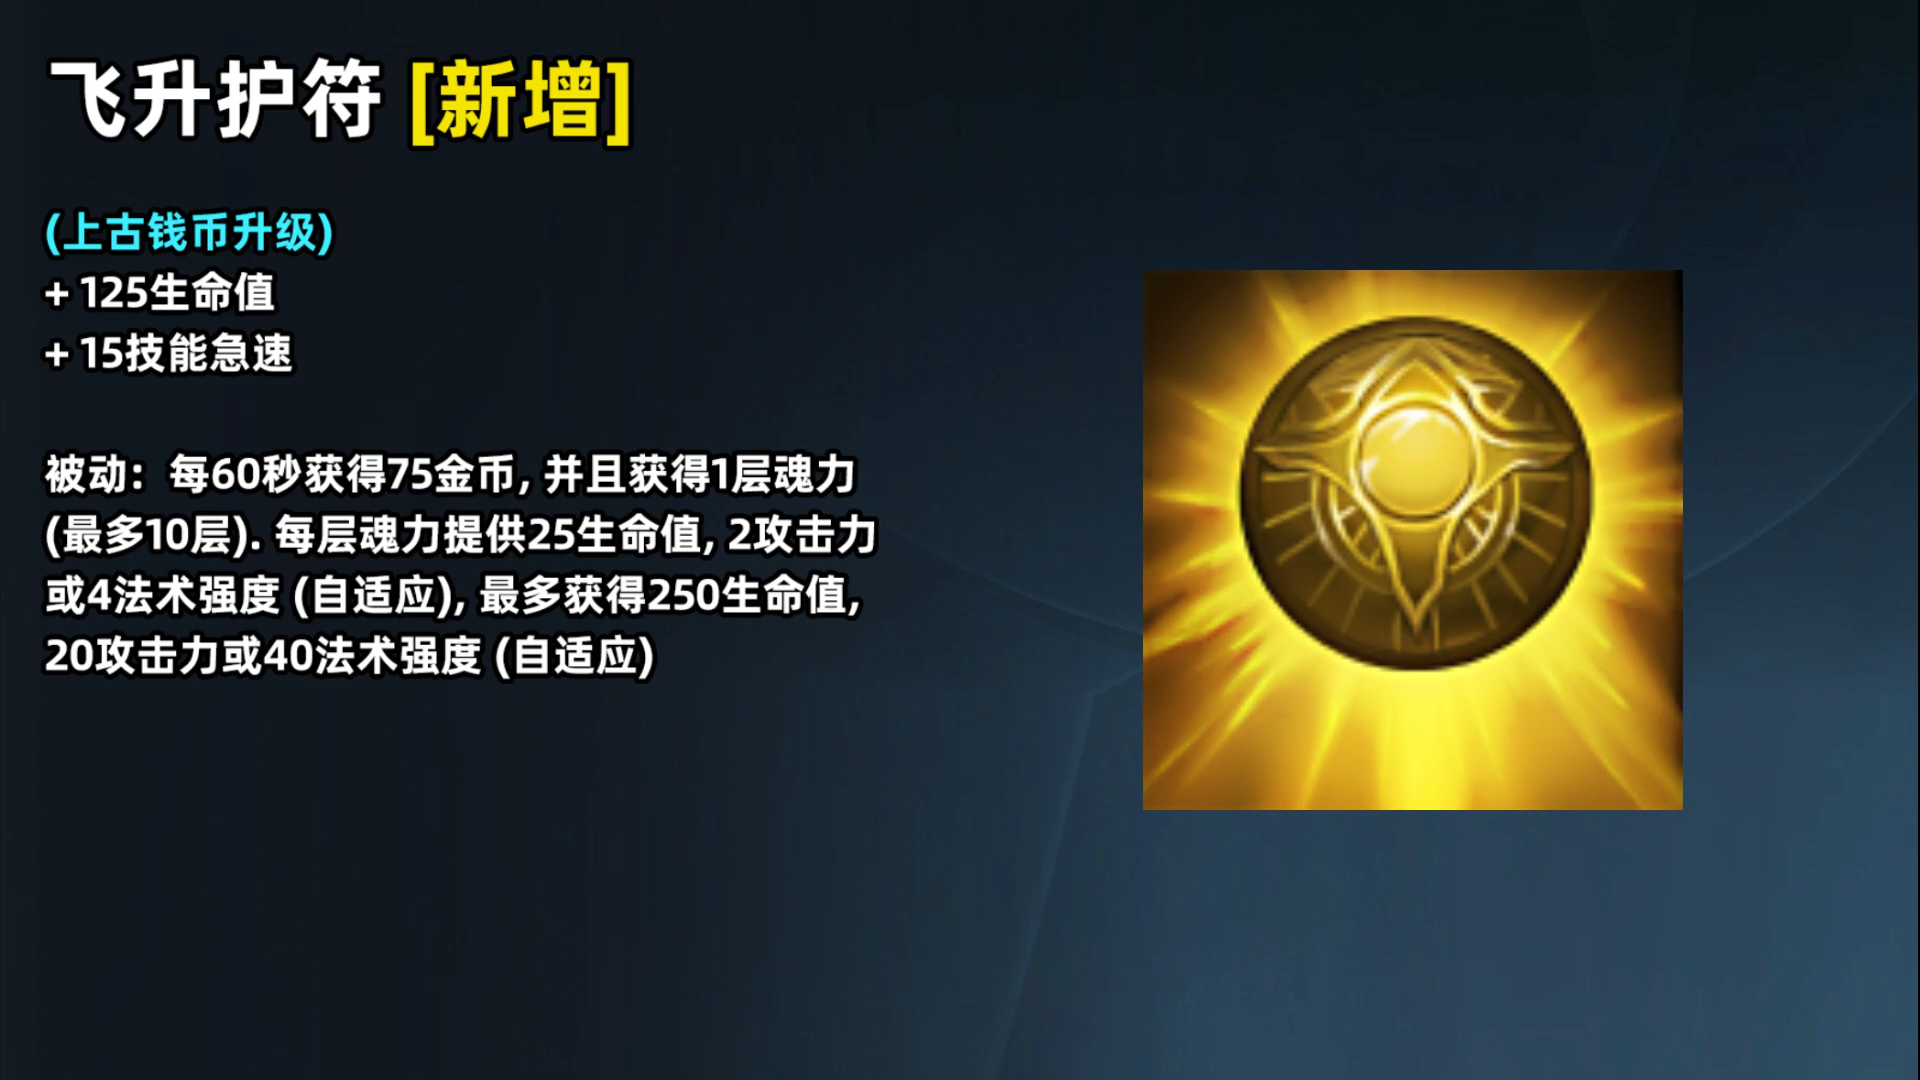 飞升护符 [新增]
(上古钱币升级)
+ 125生命值
+ 15技能急速
被动：每60秒获得75金币, 并且获得1层魂力
(最多10层). 每层魂力提供25生命值, 2攻击力
或4法术强度 (自适应), 最多获得250生命值,
20攻击力或40法术强度 (自适应)